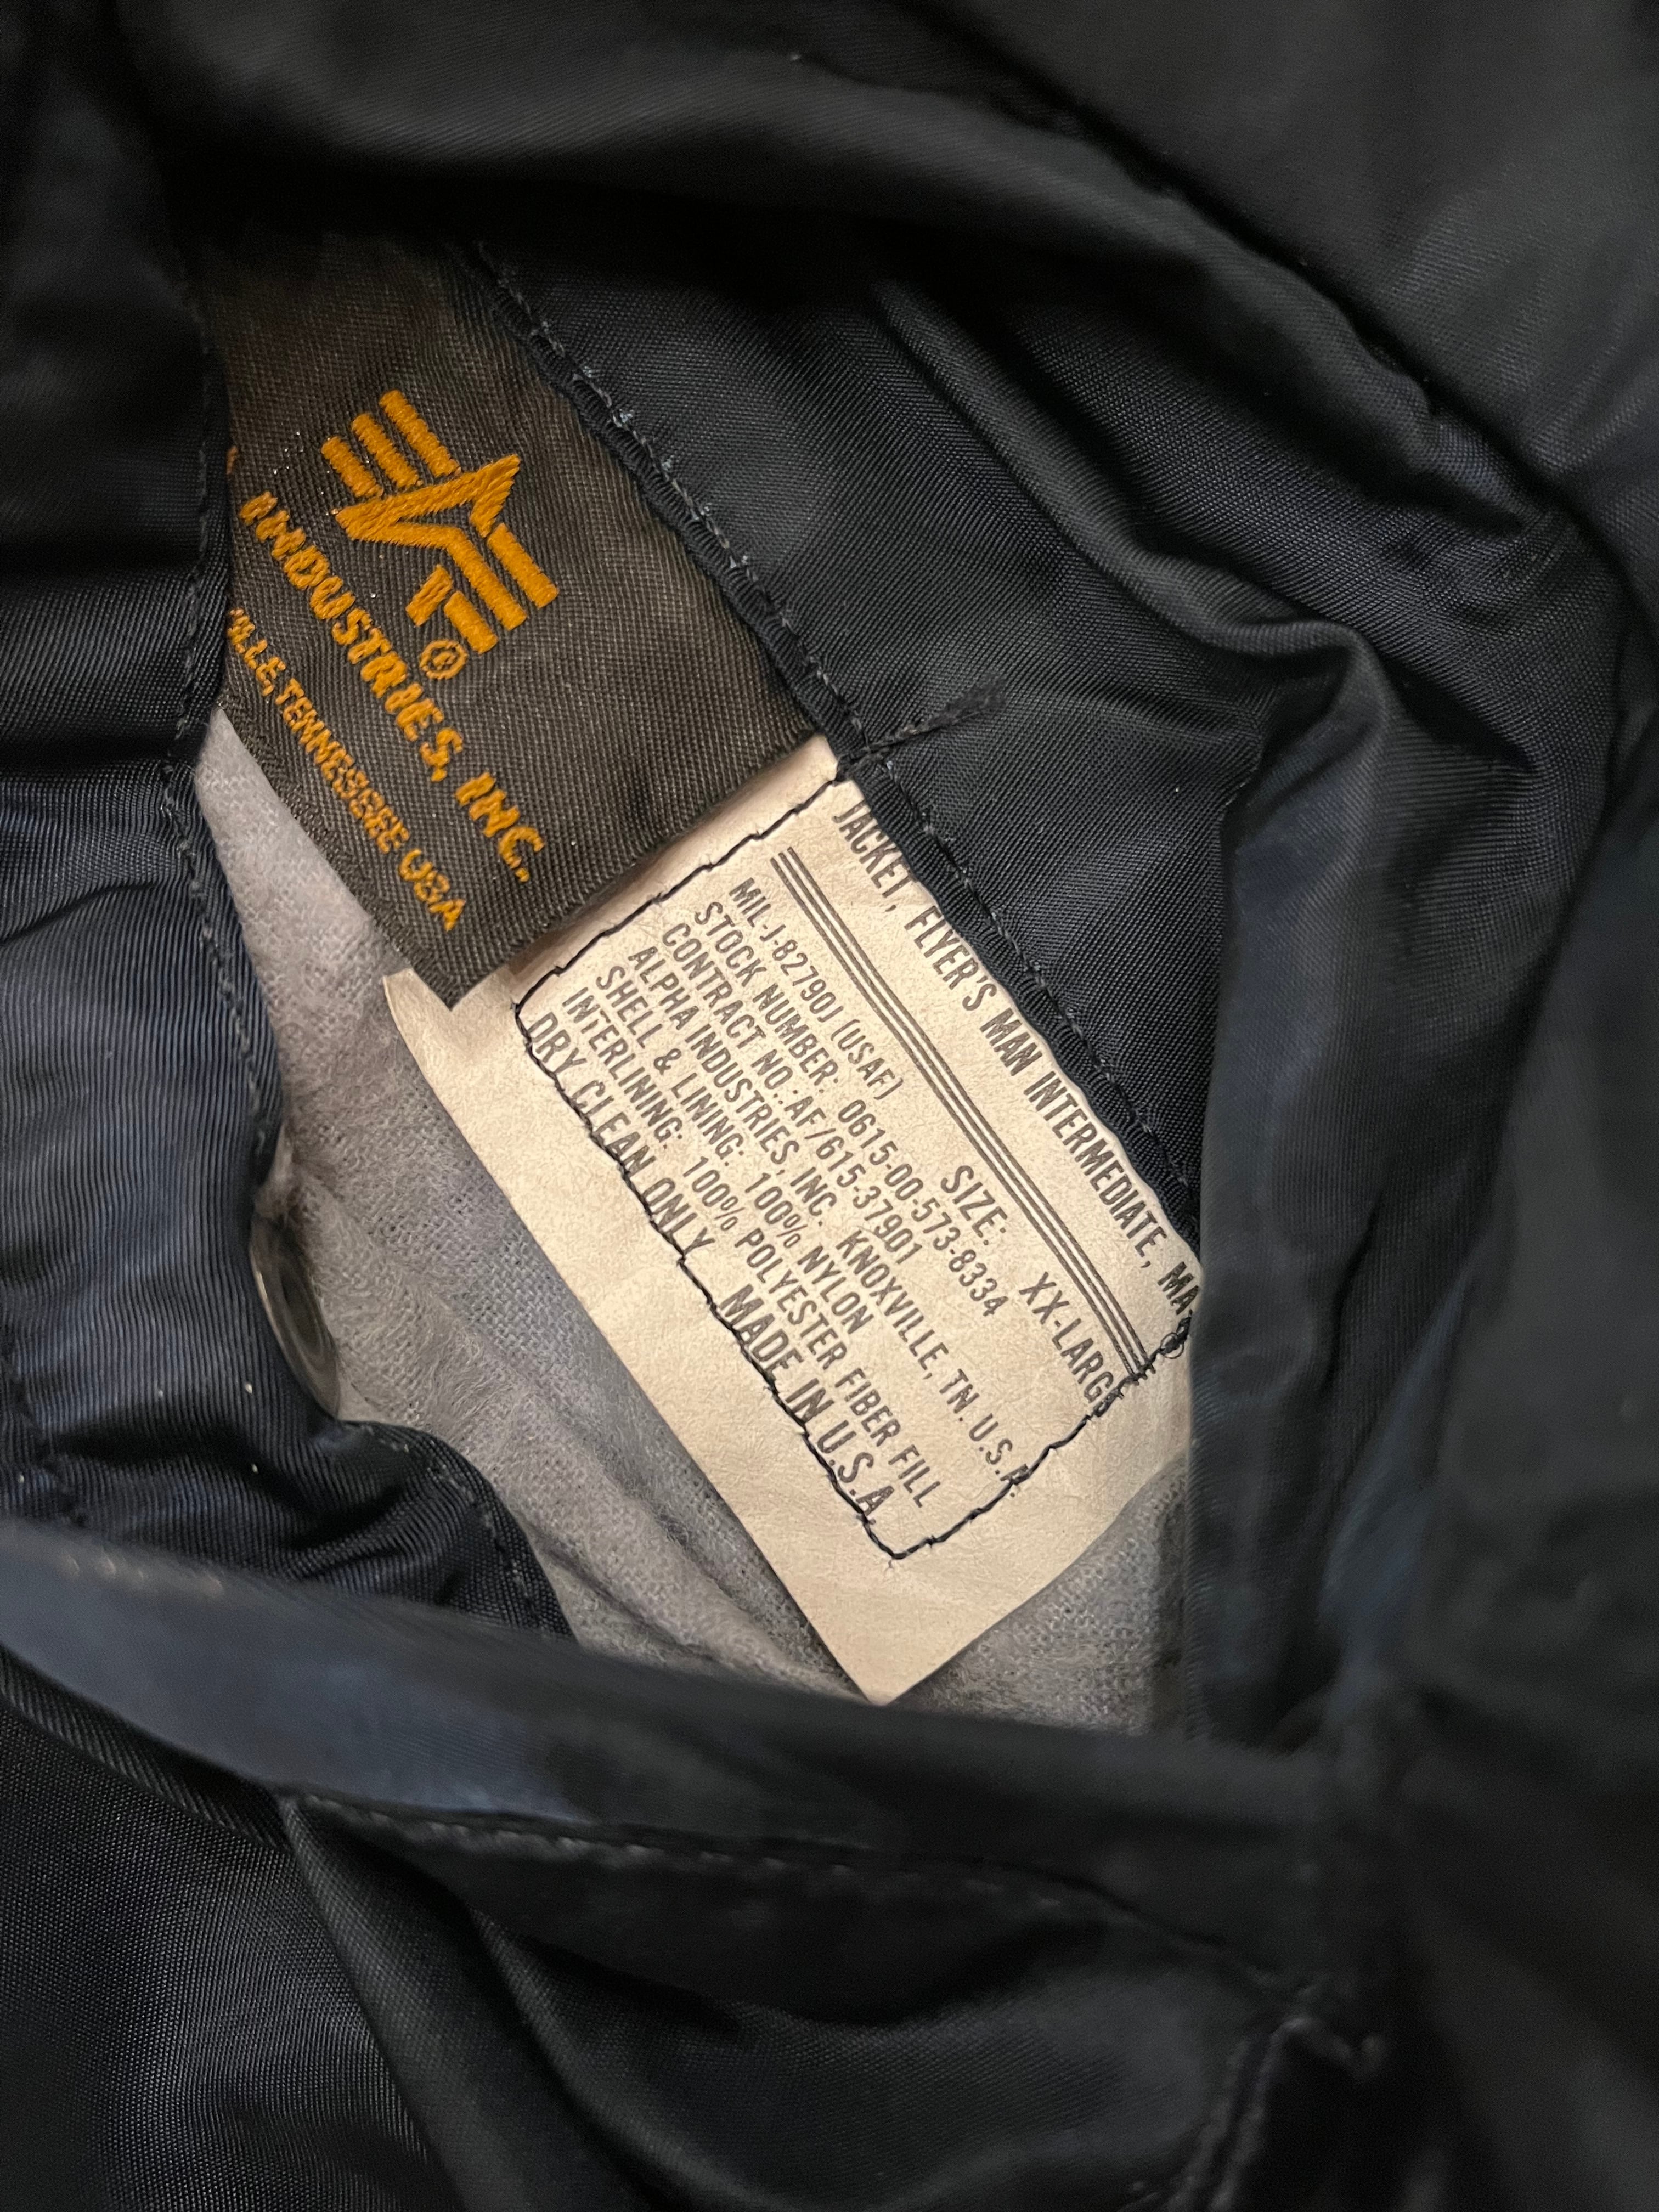 INDUSTRIES, INC.
TENNESSEE USA
JACKET, FLYER'S MAN INTERMEDIATE,
SIZE: XX-LARGE
MIL-J-8279OJ (USAF)
STOCK NUMBER: 0615-00-573-8334
CONTRACT NO.:AF/615-37901
ALPHA INDUSTRIES, INC. KNOXVILLE, TN. U.S.A.
SHELL & LINING: 100% NYLON
INTERLINING: 100% POLYESTER FIBER FILL
DRY CLEAN ONLY MADE IN U.S.A.